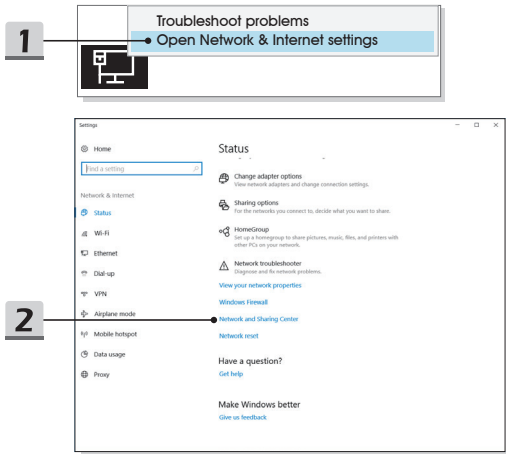 Troubleshoot problems
1
Open Network & Internet settings
Settings
Home
Find a setting
Network & Internet
Status
Wi-Fi
Ethernet
Dial-up
VPN
Airplane mode
Mobile hotspot
Data usage
Proxy
Status
Change adapter options
View network adapters and change connection settings.
Sharing options
For the networks you connect to, decide what you want to share.
HomeGroup
Set up a homegroup to share pictures, music, files, and printers with
other PCs on your network.
Network troubleshooter
Diagnose and fix network problems.
View your network properties
Windows Firewall
2
Network and Sharing Center
Network reset
Have a question?
Get help
Make Windows better
Give us feedback